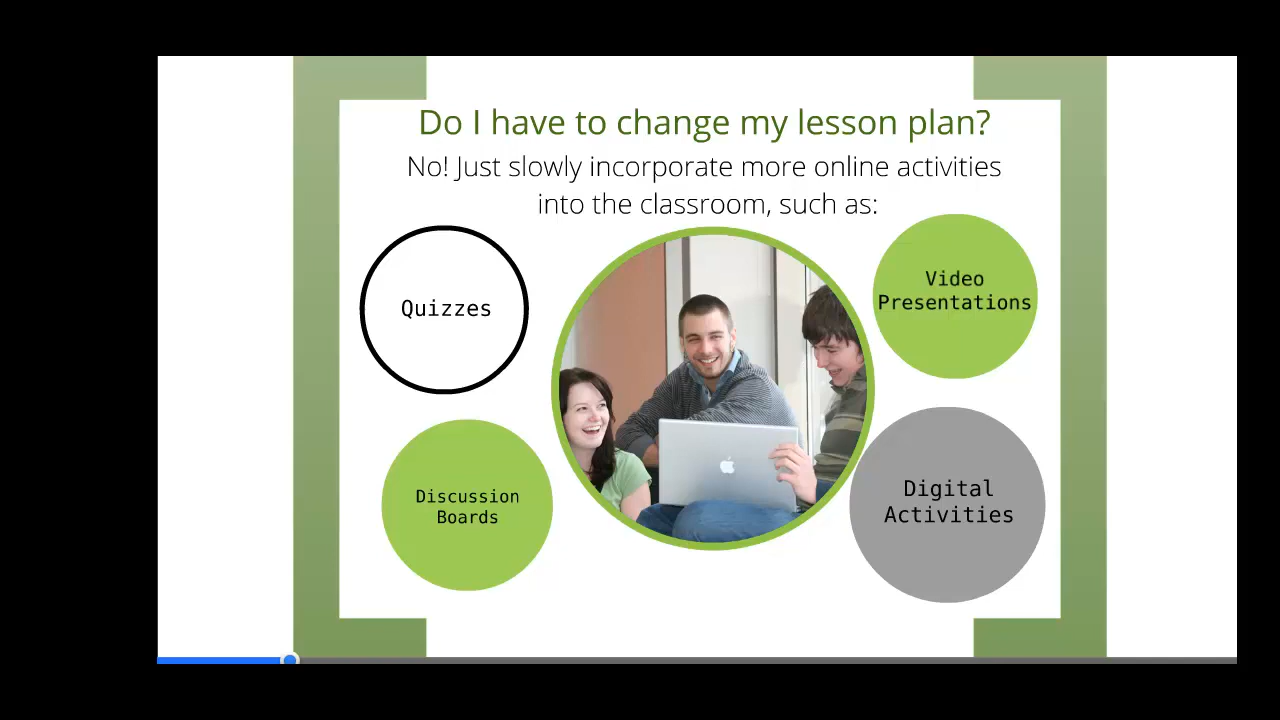 Do I have to change my lesson plan?
No! Just slowly incorporate more online activities
into the classroom, such as:
Quizzes
Video
Presentations
Discussion
Boards
Digital
Activities